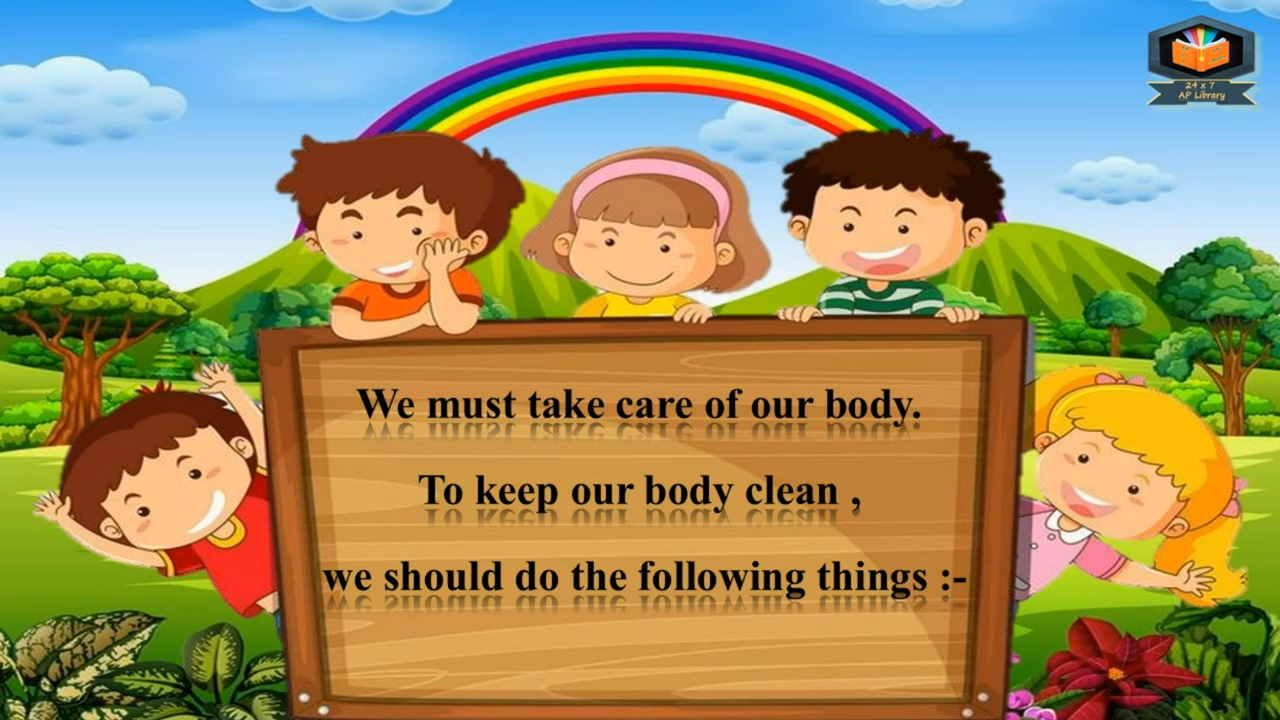 24 x 7
AP Library
We must take care of our body.
To keep our body clean ,
we should do the following things :-